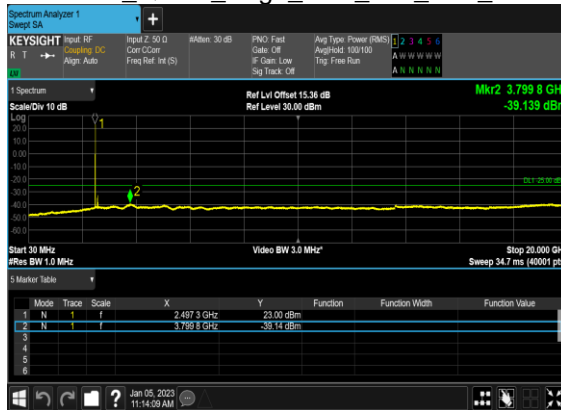 Spectrum Analyzer 1
Swept SA
+
KEYSIGHT Input: RF Input Z: 50 Ω #Atten: 30 dB PNO: Fast Avg Type: Power (RMS) 1 2 3 4 5 6
R T Coupling: DC Corr CCorr Gate: Off Avg|Hold: 100/100 A W W W W W
Align: Auto Freq Ref: Int (S) IF Gain: Low Trig: Free Run
LW Sig Track: Off A N N N N N
1 Spectrum Ref Lvl Offset 15.36 dB Mkr2 3.799 8 GH
Scale/Div 10 dB Ref Level 30.00 dBm -39.139 dB
Log
20.0
10.0
0.00
-10.0
-20.0
-30.0
-40.0
-50.0
-60.0
1
2
DL1 -25.00 dB
Start 30 MHz Video BW 3.0 MHz* Stop 20.000 GH
#Res BW 1.0 MHz Sweep 34.7 ms (40001 pt
5 Marker Table
Mode Trace Scale X Y Function Function Width Function Value
1 N 1 f 2.497 3 GHz 23.00 dBm
2 N 1 f 3.799 8 GHz -39.14 dBm
3
4
5
6
? Jan 05, 2023
11:14:09 AM